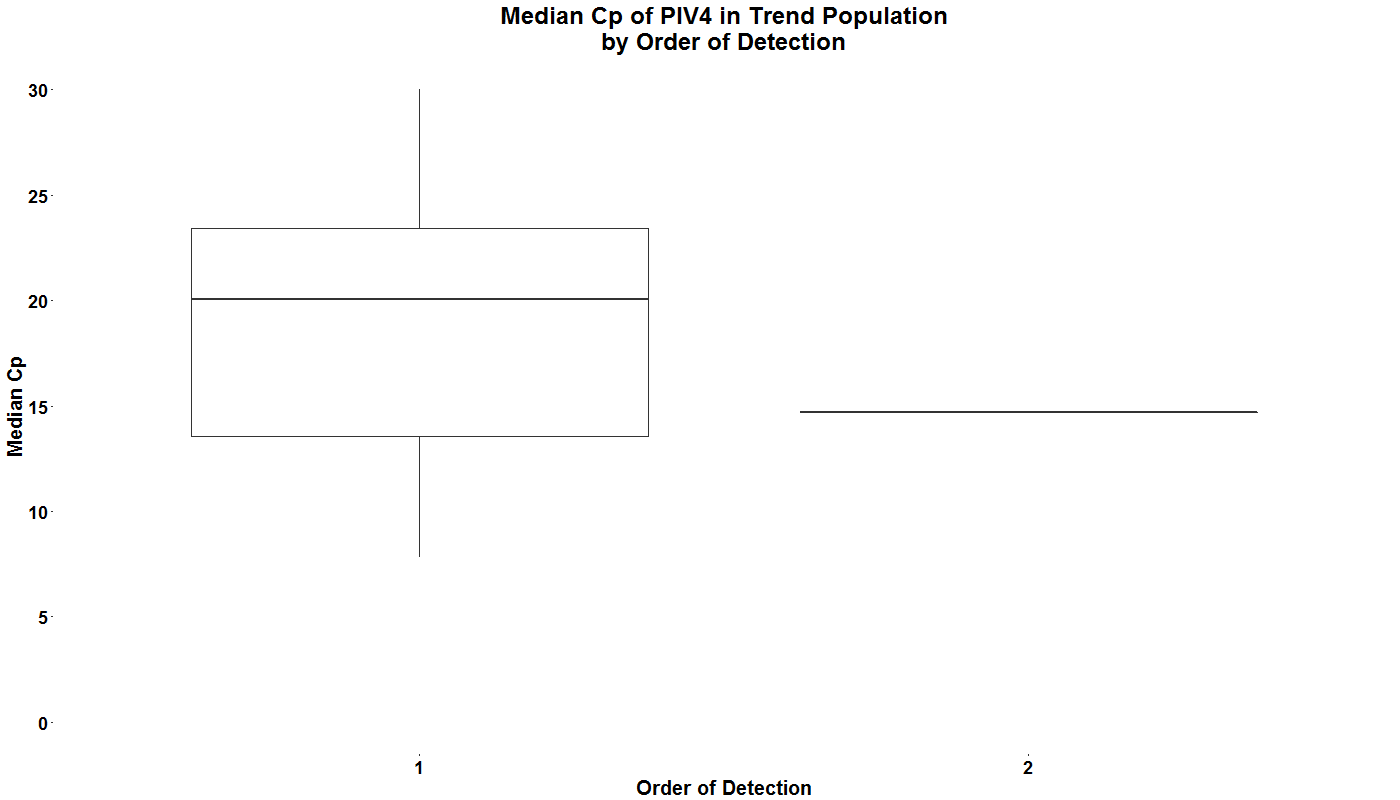 Median Cp of PIV4 in Trend Population
by Order of Detection
30
25
20
15
10
5
0
Median Cp
1
2
Order of Detection